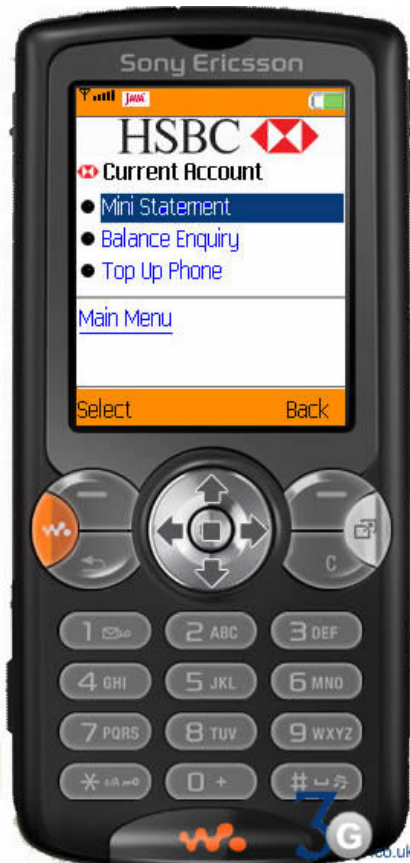 Sony Ericsson
JAVA
HSBC
Current Account
Mini Statement
Balance Enquiry
Top Up Phone
Main Menu
Select Back
C
1 2 ABC 3 DEF
4 GHI 5 JKL 6 MNO
7 PQRS 8 TUV 9 WXYZ
* a/A 0 + #
3G.co.uk